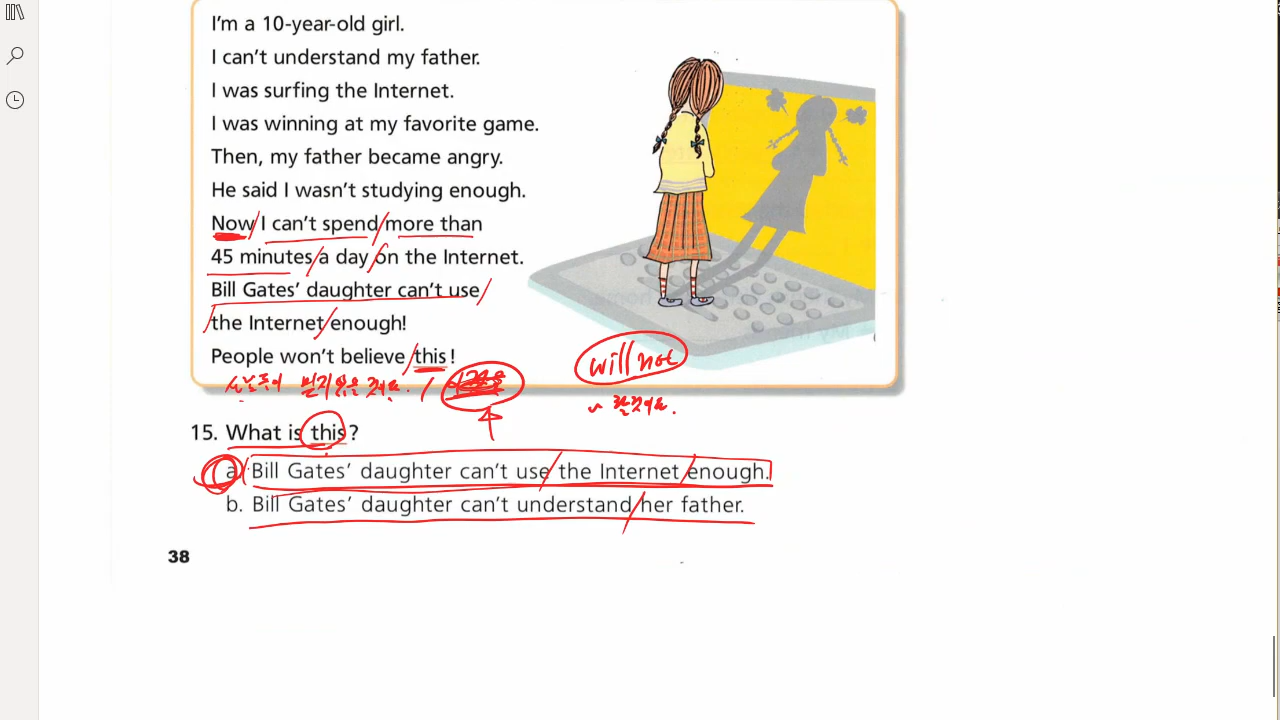 I'm a 10-year-old girl.
I can't understand my father.
I was surfing the Internet.
I was winning at my favorite game.
Then, my father became angry.
He said I wasn't studying enough.
Now I can't spend more than
45 minutes a day on the Internet.
Bill Gates' daughter can't use
the Internet enough!
People won't believe this!
will not
15. What is this?
a. Bill Gates' daughter can't use the Internet enough.
b. Bill Gates' daughter can't understand her father.
38